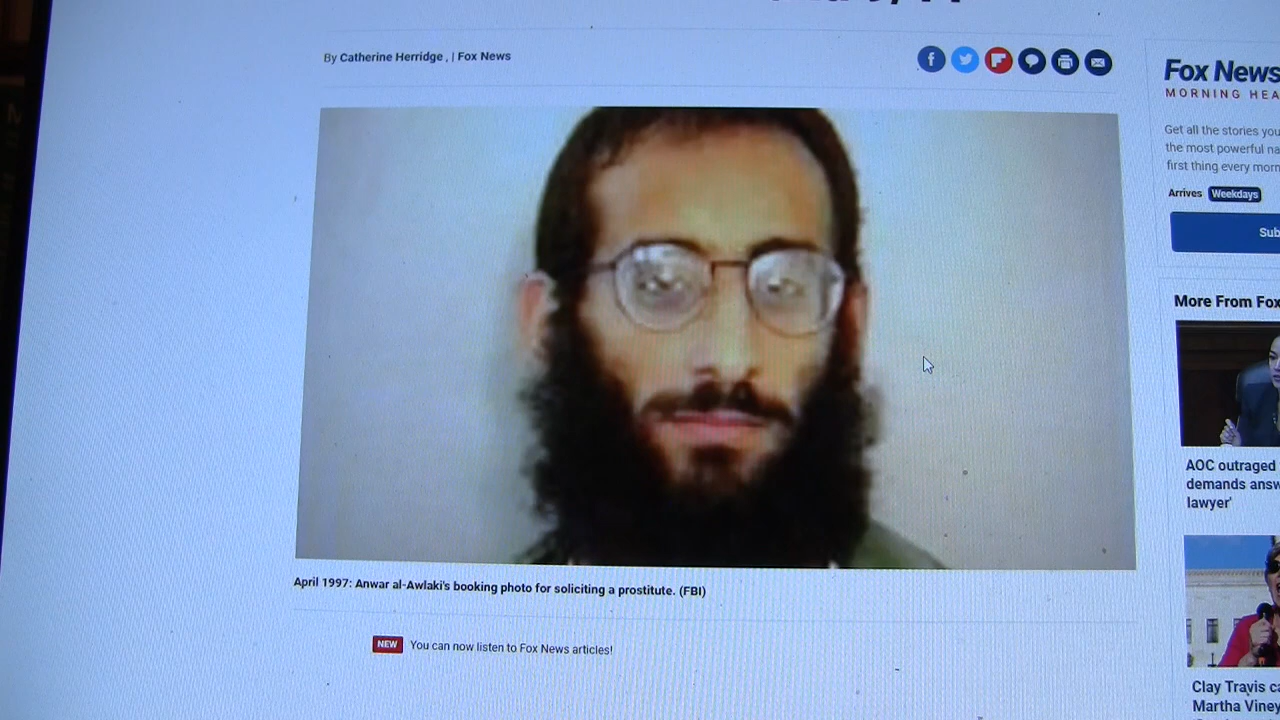 By Catherine Herridge , | Fox News
Fox News
MORNING HEA
Get all the stories you
the most powerful na
first thing every morn
Arrives Weekdays
Sub
More From Fox
April 1997: Anwar al-Awlaki's booking photo for soliciting a prostitute. (FBI)
AOC outraged
demands answ
lawyer'
NEW You can now listen to Fox News articles!
Clay Travis ca
Martha Viney